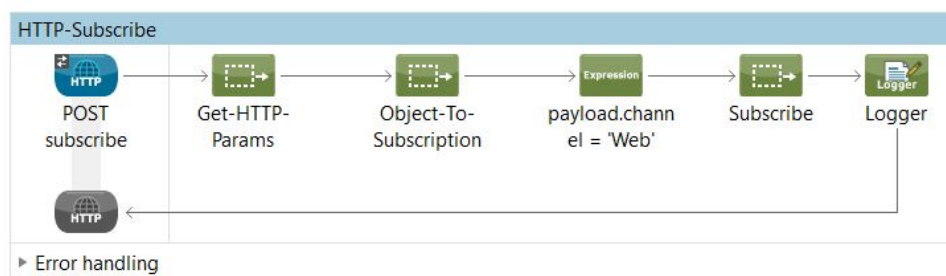 HTTP-Subscribe
HTTP
Expression
Logger
POST
subscribe
Get-HTTP-
Params
Object-To-
Subscription
payload.chann
el = 'Web'
Subscribe
Logger
HTTP
Error handling